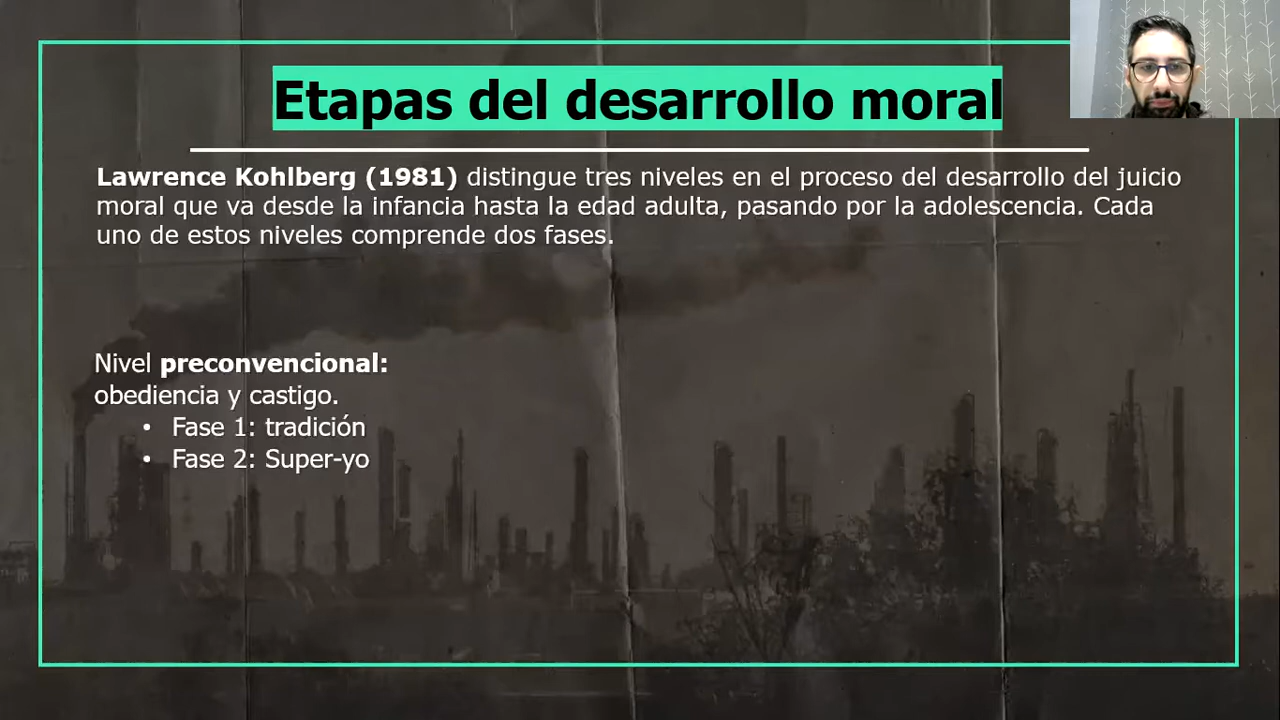 Etapas del desarrollo moral
Lawrence Kohlberg (1981) distingue tres niveles en el proceso del desarrollo del juicio
moral que va desde la infancia hasta la edad adulta, pasando por la adolescencia. Cada
uno de estos niveles comprende dos fases.
Nivel preconvencional:
obediencia y castigo.
• Fase 1: tradición
• Fase 2: Super-yo